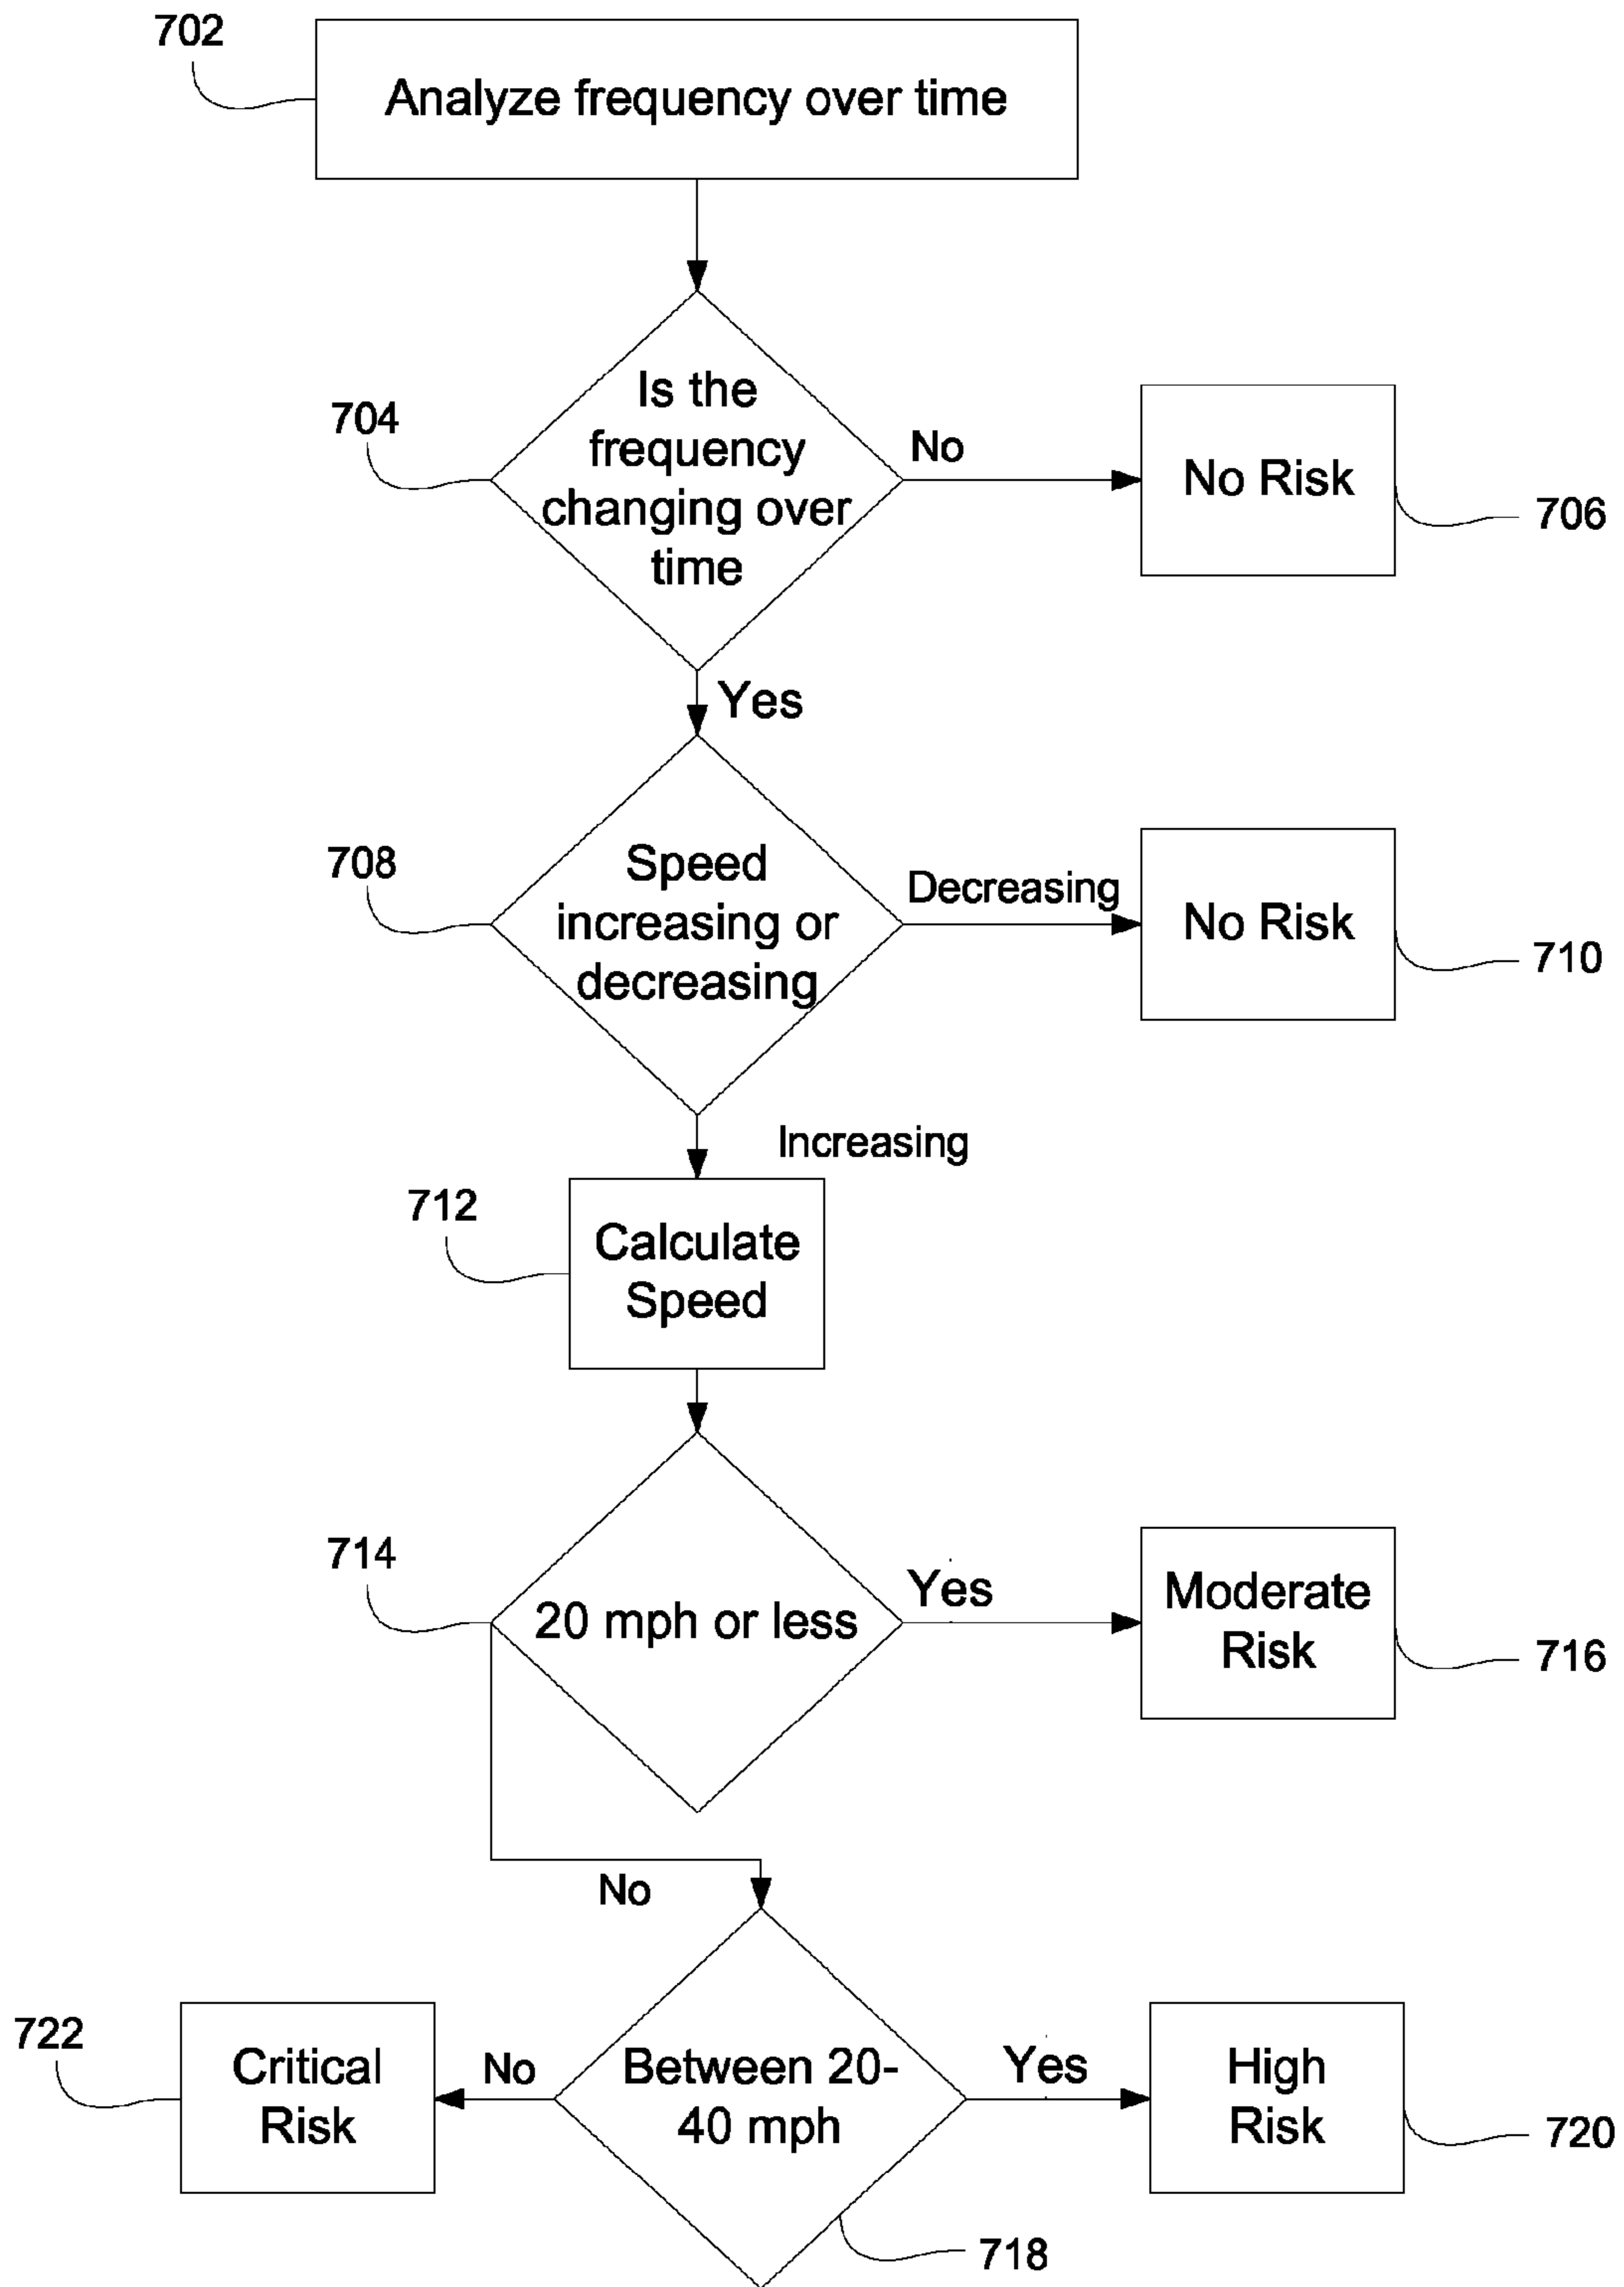 702
Analyze frequency over time
704
Is the
frequency
changing over
time
No
No Risk
706
Yes
708
Speed
increasing or
decreasing
Decreasing
No Risk
710
Increasing
712
Calculate
Speed
714
20 mph or less
Yes
Moderate
Risk
716
No
722
Critical
Risk
No
Between 20-
40 mph
Yes
High
Risk
720
718